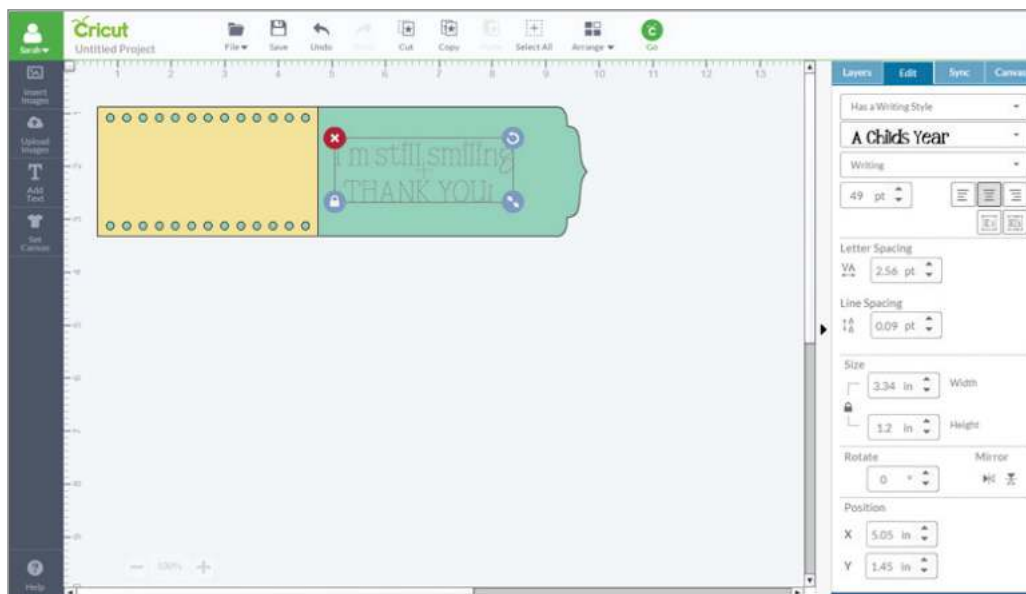 Cricut
Untitled Project
Sarah
File
Save
Undo
Cut
Copy
Select All
Arrange
Go
Insert
Images
Upload
Images
T
Add
Text
Set
Canvas
Help
1 2 3 4 5 6 7 8 9 10 11 12 13
i m still smiling
THANK YOU!
100%
Layers Edit Sync Canvas
Has a Writing Style
A Childs Year
Writing
49 pt
Letter Spacing
VA 2.56 pt
Line Spacing
0.09 pt
Size
3.34 in Width
1.2 in Height
Rotate Mirror
0 °
Position
X 5.05 in
Y 1.45 in